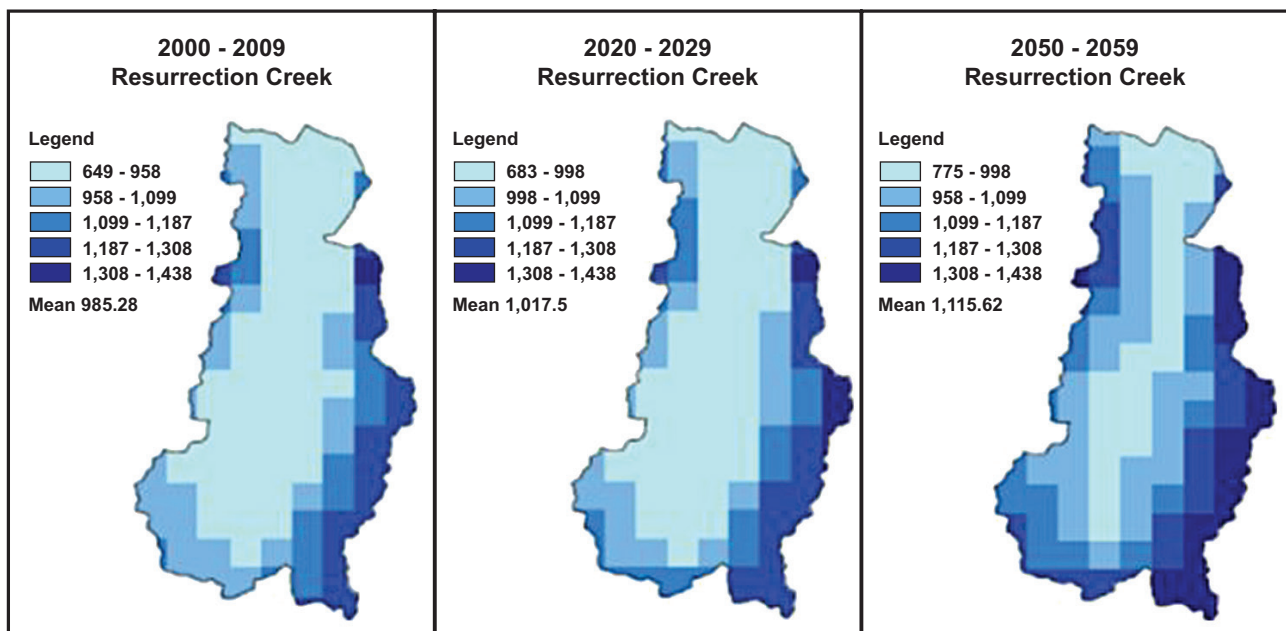 2000 - 2009
Resurrection Creek
Legend
649 - 958
958 - 1,099
1,099 - 1,187
1,187 - 1,308
1,308 - 1,438
Mean 985.28
2020 - 2029
Resurrection Creek
Legend
683 - 998
998 - 1,099
1,099 - 1,187
1,187 - 1,308
1,308 - 1,438
Mean 1,017.5
2050 - 2059
Resurrection Creek
Legend
775 - 998
958 - 1,099
1,099 - 1,187
1,187 - 1,308
1,308 - 1,438
Mean 1,115.62